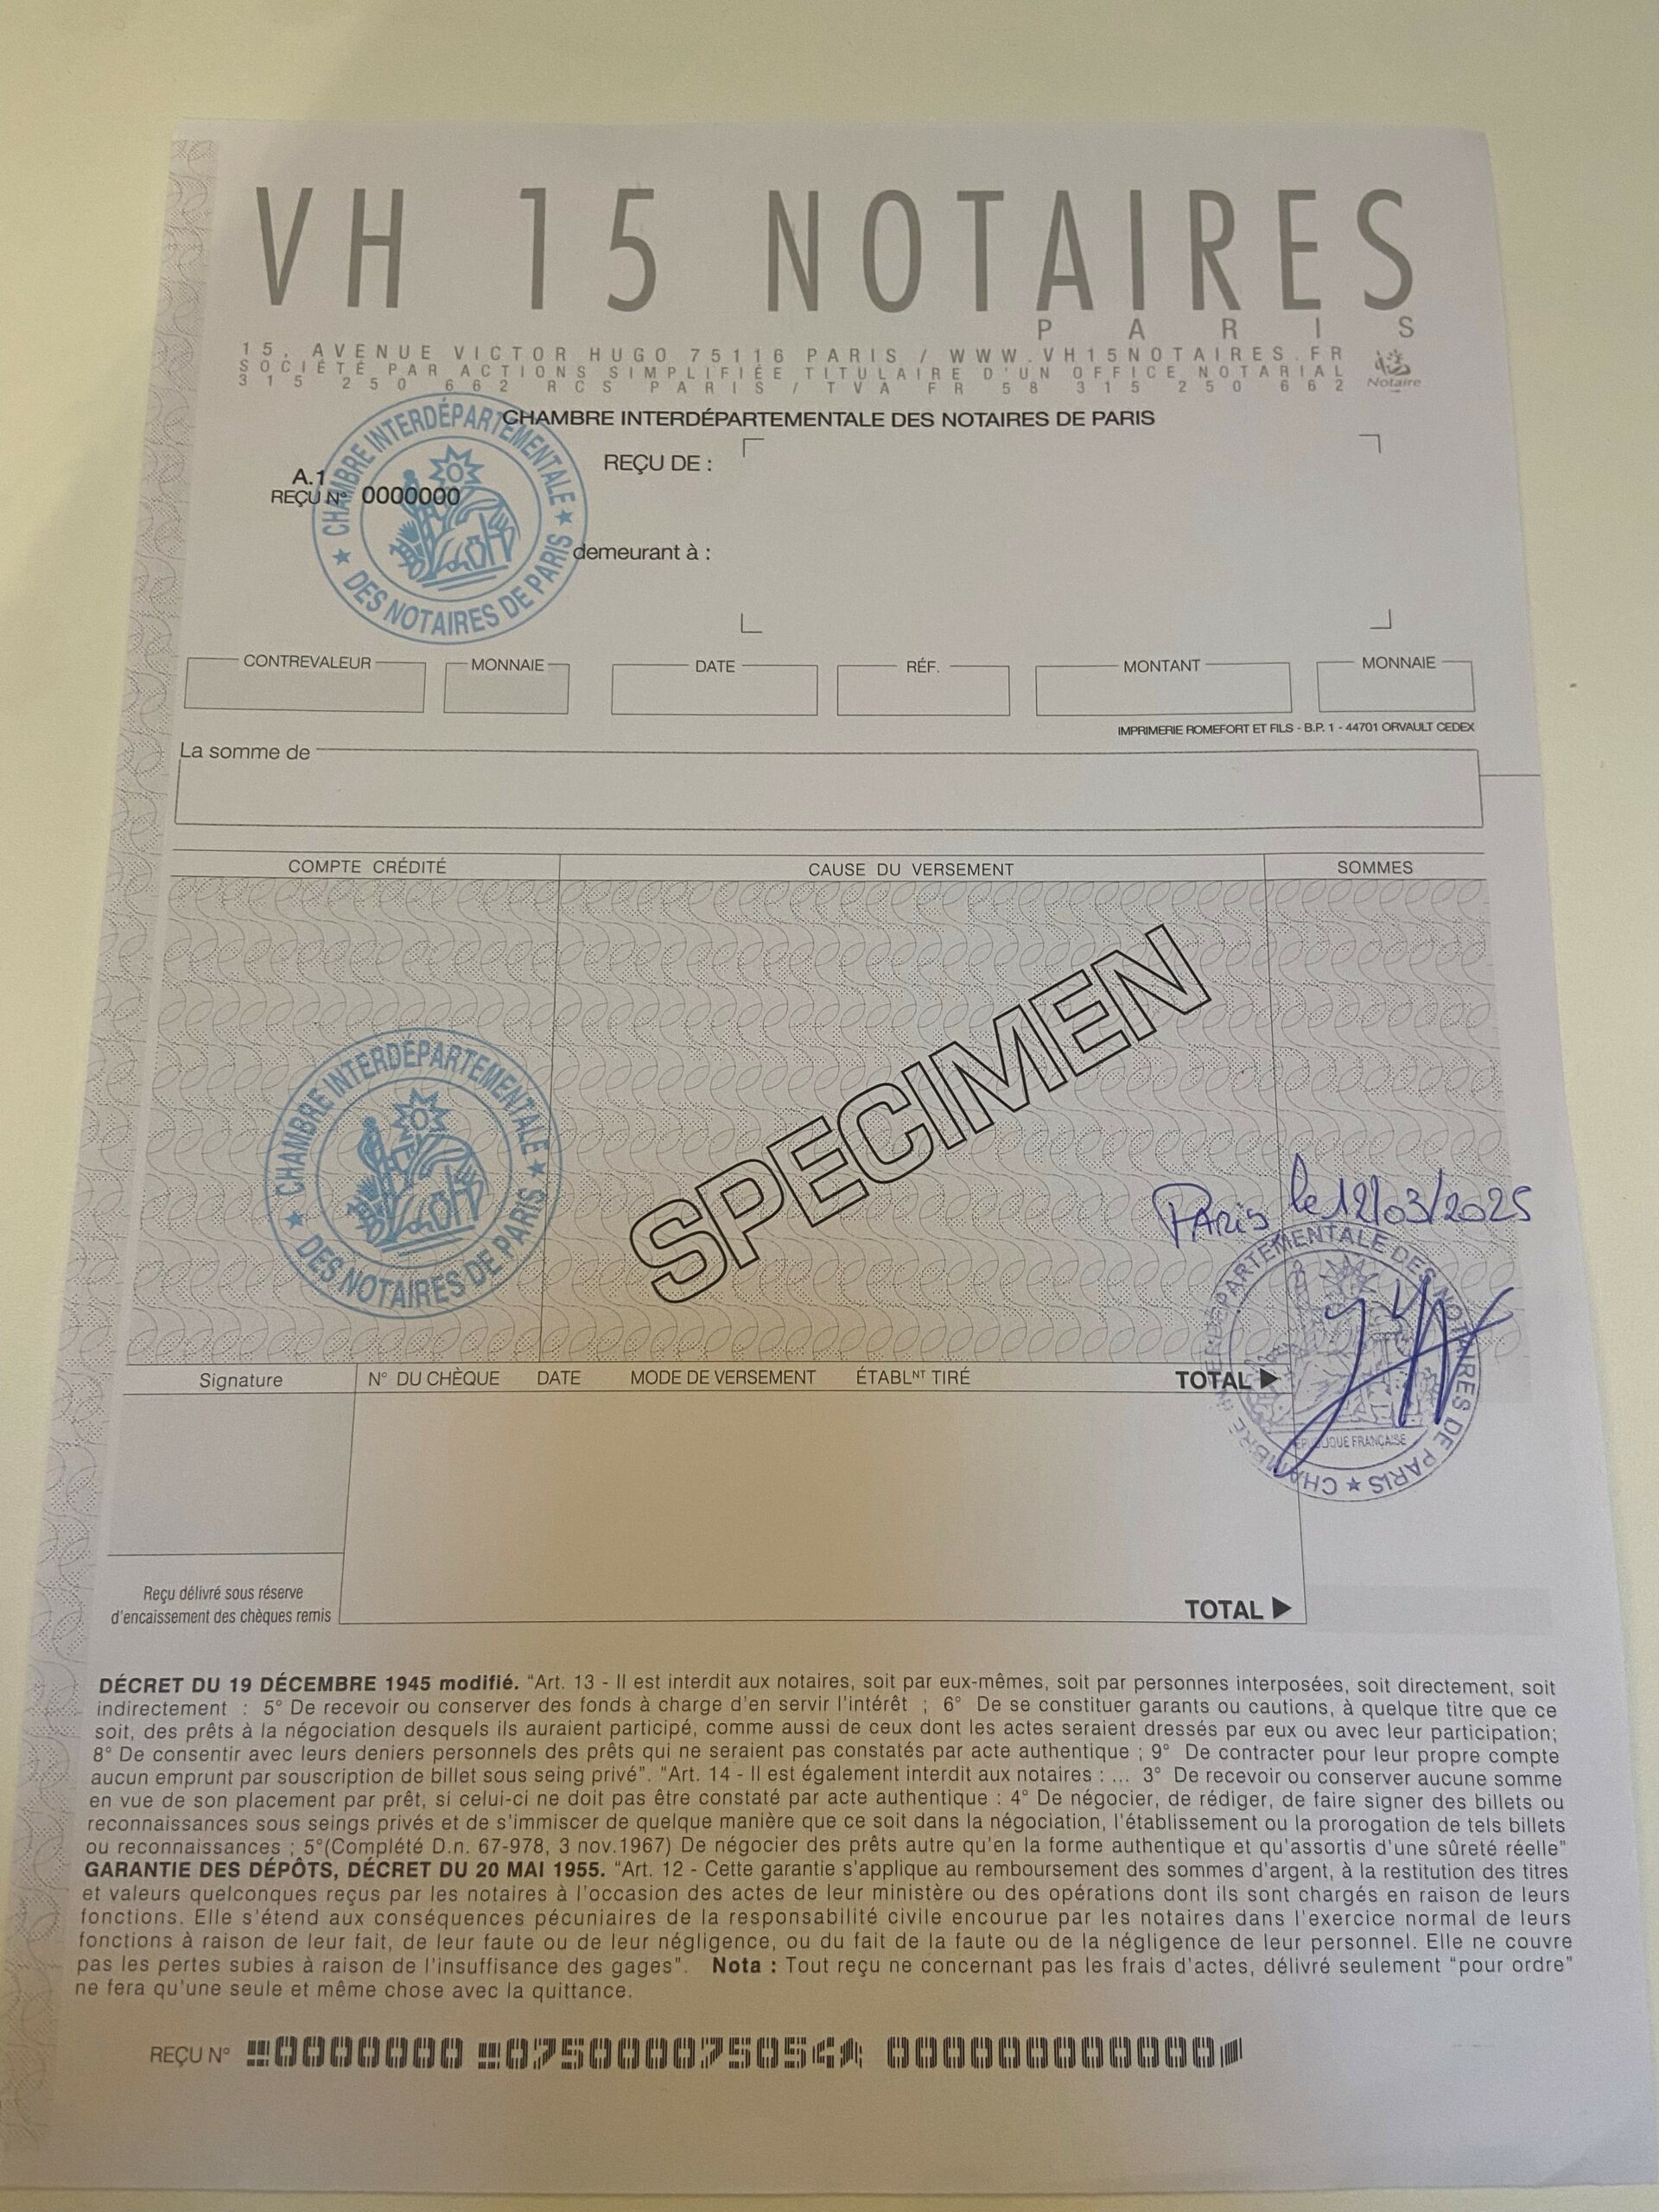 VH 15 NOTAIRES
PARIS
15, AVENUE VICTOR HUGO 75116 PARIS / WWW.VH15NOTAIRES.FR
SOCIÉTÉ PAR ACTIONS SIMPLIFIÉE TITULAIRE D'UN OFFICE NOTARIAL
315 250 662 RCS PARIS / TVA FR 58 315 250 662
Notaire
CHAMBRE INTERDÉPARTEMENTALE DES NOTAIRES DE PARIS
CHAMBRE INTERDÉPARTEMENTALE ★ DES NOTAIRES DE PARIS ★
REÇU DE :
A.1
REÇU N° 0000000
demeurant à :
CONTREVALEUR MONNAIE DATE RÉF. MONTANT MONNAIE
IMPRIMERIE ROMEFORT ET FILS - B.P. 1 - 44701 ORVAULT CEDEX
La somme de
COMPTE CRÉDITÉ CAUSE DU VERSEMENT SOMMES
SPECIMEN
CHAMBRE INTERDÉPARTEMENTALE ★ DES NOTAIRES DE PARIS ★
Paris le 12/03/2025
CHAMBRE INTERDÉPARTEMENTALE DES NOTAIRES DE PARIS ★
RÉPUBLIQUE FRANÇAISE
Signature N° DU CHÈQUE DATE MODE DE VERSEMENT ÉTABLNT TIRÉ TOTAL ▶
Reçu délivré sous réserve
d'encaissement des chèques remis
TOTAL ▶
DÉCRET DU 19 DÉCEMBRE 1945 modifié. "Art. 13 - Il est interdit aux notaires, soit par eux-mêmes, soit par personnes interposées, soit directement, soit
indirectement : 5° De recevoir ou conserver des fonds à charge d'en servir l'intérêt ; 6° De se constituer garants ou cautions, à quelque titre que ce
soit, des prêts à la négociation desquels ils auraient participé, comme aussi de ceux dont les actes seraient dressés par eux ou avec leur participation;
8° De consentir avec leurs deniers personnels des prêts qui ne seraient pas constatés par acte authentique ; 9° De contracter pour leur propre compte
aucun emprunt par souscription de billet sous seing privé". "Art. 14 - Il est également interdit aux notaires : ... 3° De recevoir ou conserver aucune somme
en vue de son placement par prêt, si celui-ci ne doit pas être constaté par acte authentique : 4° De négocier, de rédiger, de faire signer des billets ou
reconnaissances sous seings privés et de s'immiscer de quelque manière que ce soit dans la négociation, l'établissement ou la prorogation de tels billets
ou reconnaissances ; 5°(Complété D.n. 67-978, 3 nov.1967) De négocier des prêts autre qu'en la forme authentique et qu'assortis d'une sûreté réelle"
GARANTIE DES DÉPÔTS, DÉCRET DU 20 MAI 1955. "Art. 12 - Cette garantie s'applique au remboursement des sommes d'argent, à la restitution des titres
et valeurs quelconques reçus par les notaires à l'occasion des actes de leur ministère ou des opérations dont ils sont chargés en raison de leurs
fonctions. Elle s'étend aux conséquences pécuniaires de la responsabilité civile encourue par les notaires dans l'exercice normal de leurs
fonctions à raison de leur fait, de leur faute ou de leur négligence, ou du fait de la faute ou de la négligence de leur personnel. Elle ne couvre
pas les pertes subies à raison de l'insuffisance des gages". Nota : Tout reçu ne concernant pas les frais d'actes, délivré seulement "pour ordre"
ne fera qu'une seule et même chose avec la quittance.
REÇU N° 0000000 075000075054 000000000000